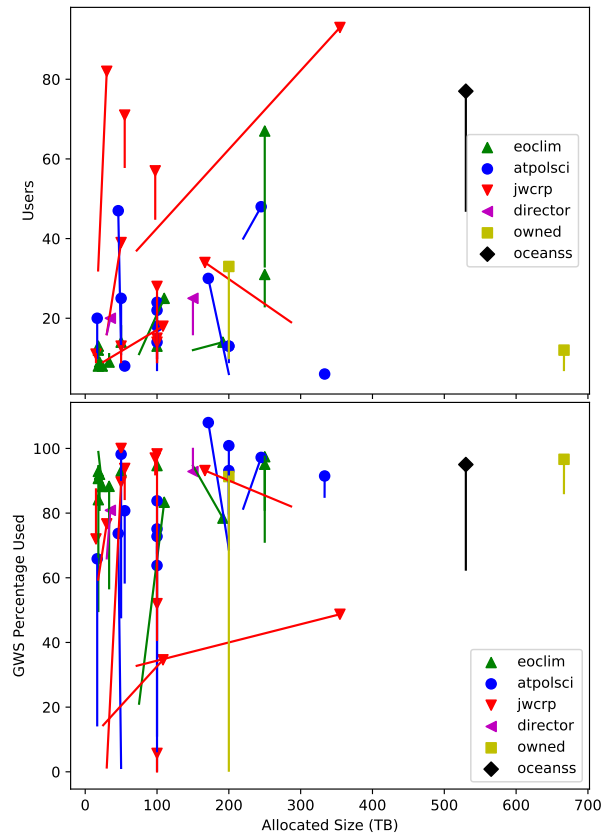 80
60
40
20
Users
eoclim
atpolsci
jwcrp
director
owned
oceanss
100
80
60
40
20
0
GWS Percentage Used
eoclim
atpolsci
jwcrp
director
owned
oceanss
0 100 200 300 400 500 600 700
Allocated Size (TB)